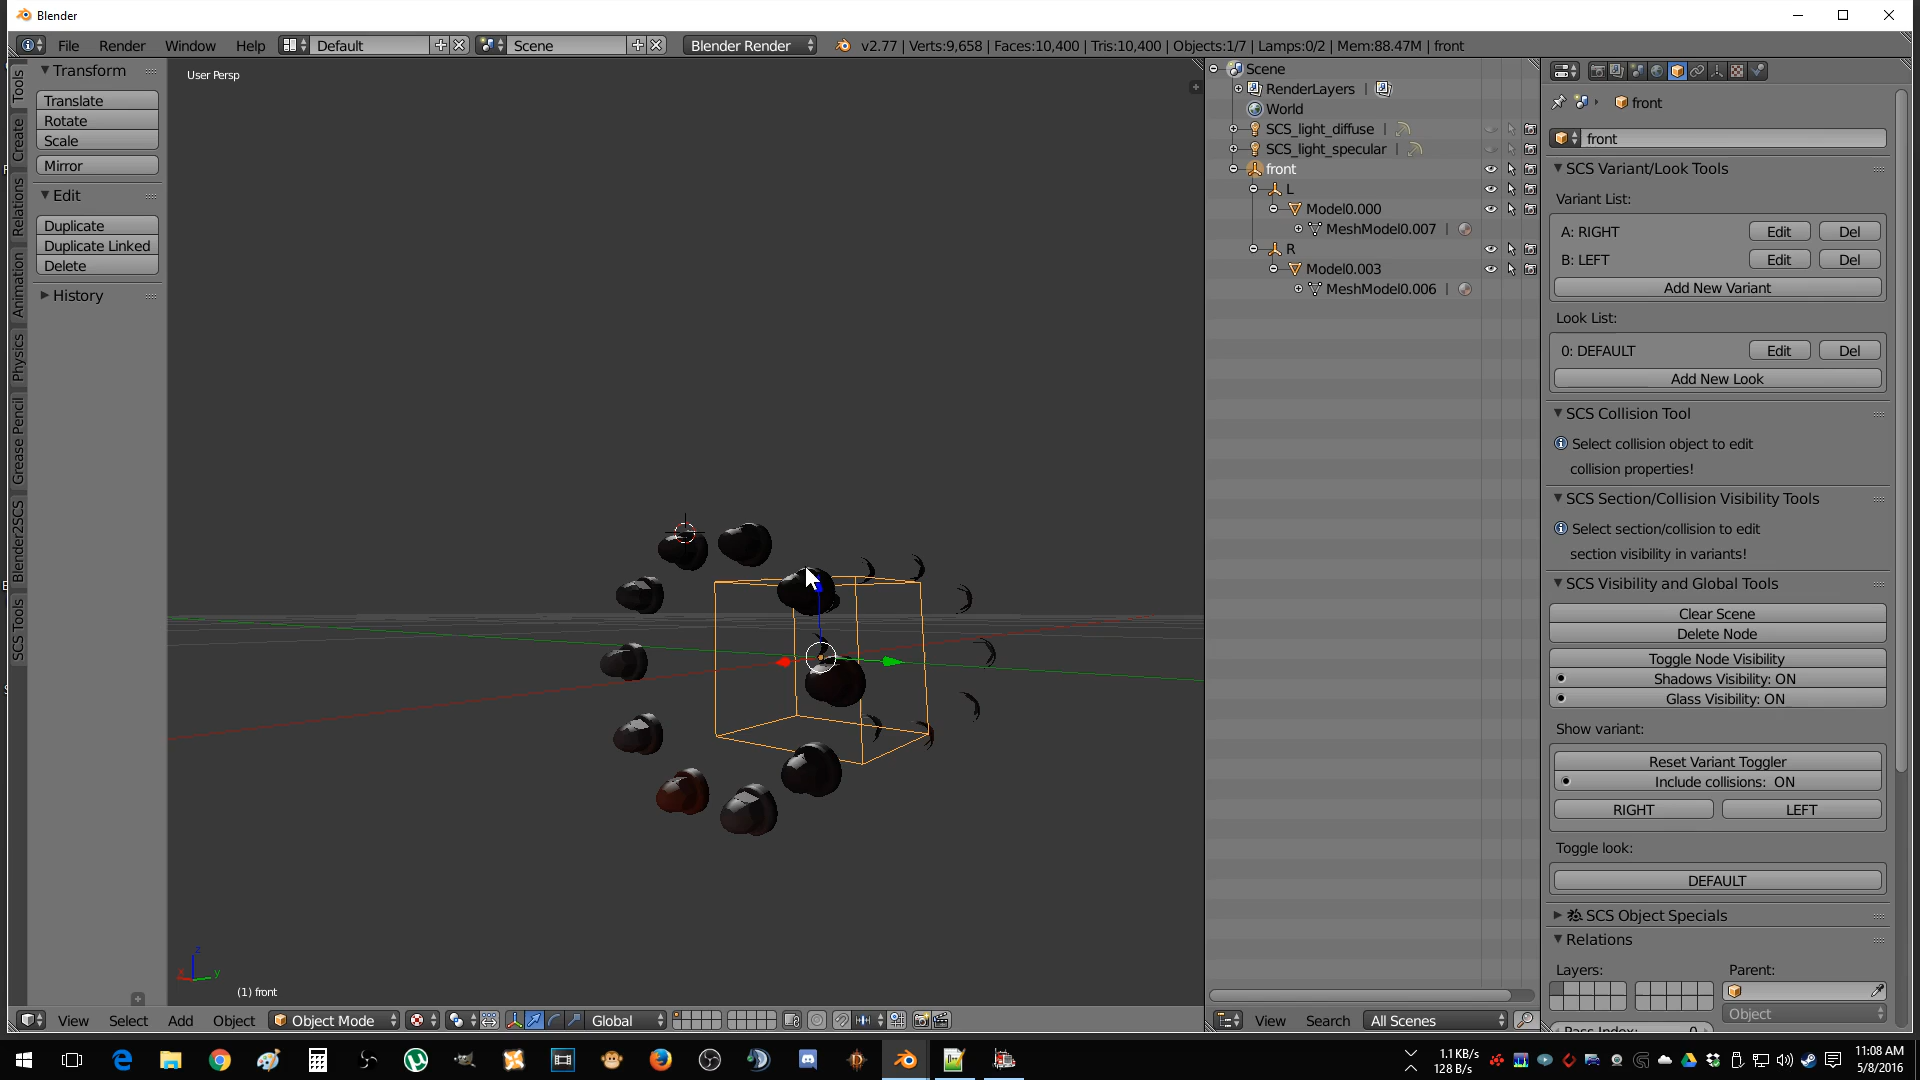 Blender
File Render Window Help Default Scene Blender Render v2.77 | Verts:9,658 | Faces:10,400 | Tris:10,400 | Objects:1/7 | Lamps:0/2 | Mem:88.47M | front
Tools
Create
Relations
Animation
Physics
Grease Pencil
Blender2SCS
SCS Tools
Transform
Translate
Rotate
Scale
Mirror
Edit
Duplicate
Duplicate Linked
Delete
History
User Persp
z
x y
(1) front
View Select Add Object Object Mode Global
Scene
RenderLayers |
World
SCS_light_diffuse |
SCS_light_specular |
front
L
Model0.000
MeshModel0.007 |
R
Model0.003
MeshModel0.006 |
View Search All Scenes
front
front
SCS Variant/Look Tools
Variant List:
A: RIGHT Edit Del
B: LEFT Edit Del
Add New Variant
Look List:
0: DEFAULT Edit Del
Add New Look
SCS Collision Tool
Select collision object to edit
collision properties!
SCS Section/Collision Visibility Tools
Select section/collision to edit
section visibility in variants!
SCS Visibility and Global Tools
Clear Scene
Delete Node
Toggle Node Visibility
Shadows Visibility: ON
Glass Visibility: ON
Show variant:
Reset Variant Toggler
Include collisions: ON
RIGHT LEFT
Toggle look:
DEFAULT
SCS Object Specials
Relations
Layers: Parent:
Object
Pass Index: 0
1.1 KB/s
128 B/s
11:08 AM
5/8/2016